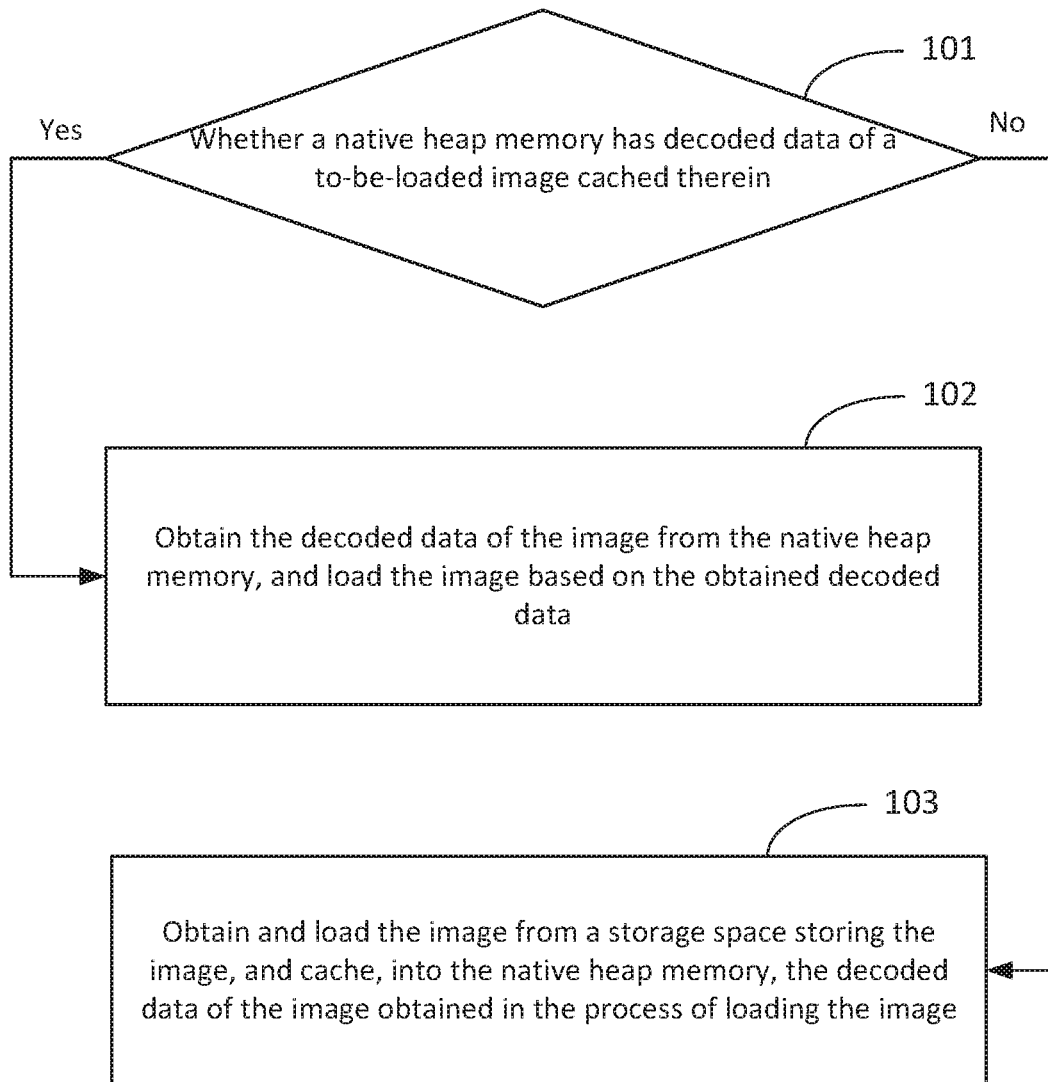 101
Yes
No
Whether a native heap memory has decoded data of a
to-be-loaded image cached therein
102
Obtain the decoded data of the image from the native heap
memory, and load the image based on the obtained decoded
data
103
Obtain and load the image from a storage space storing the
image, and cache, into the native heap memory, the decoded
data of the image obtained in the process of loading the image